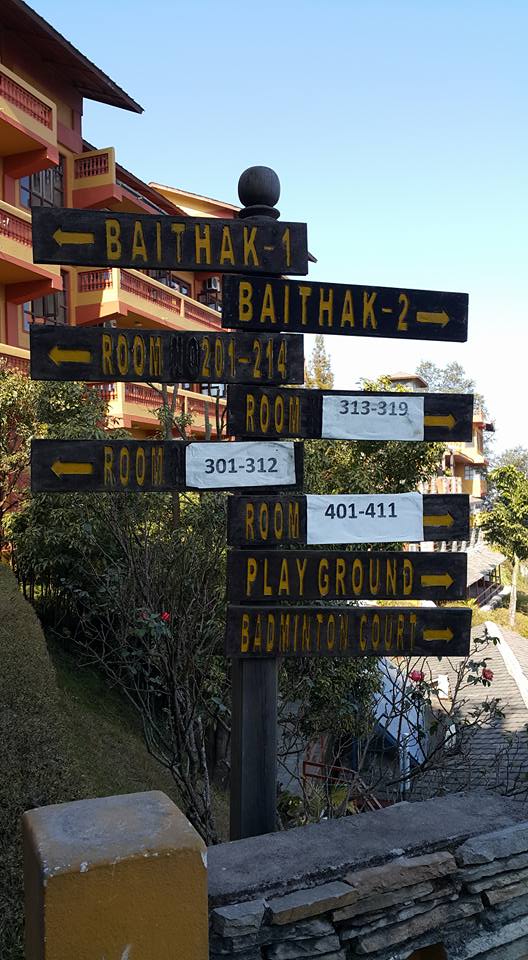 BAITHAK-1
BAITHAK-2
ROOM NO 201-214
ROOM 313-319
ROOM 301-312
ROOM 401-411
PLAY GROUND
BADMINTON COURT